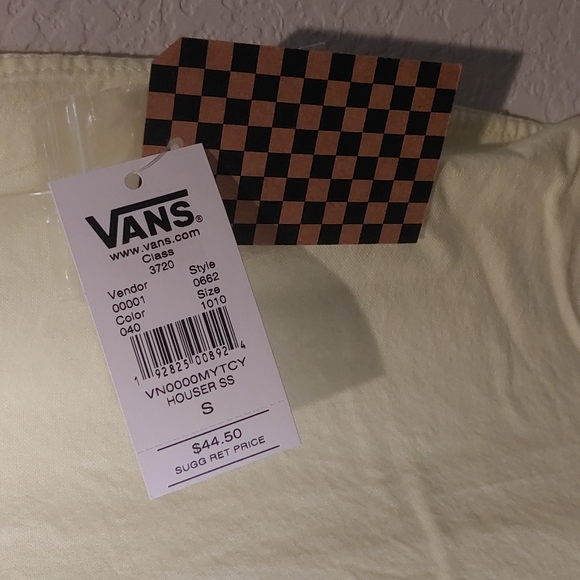 VANS®
www.vans.com
Class
3720
Vendor Style
00001 0662
Color Size
040 1010
1 92825 00892 4
VN0000MYTCY
HOUSER SS
S
$44.50
SUGG RET PRICE